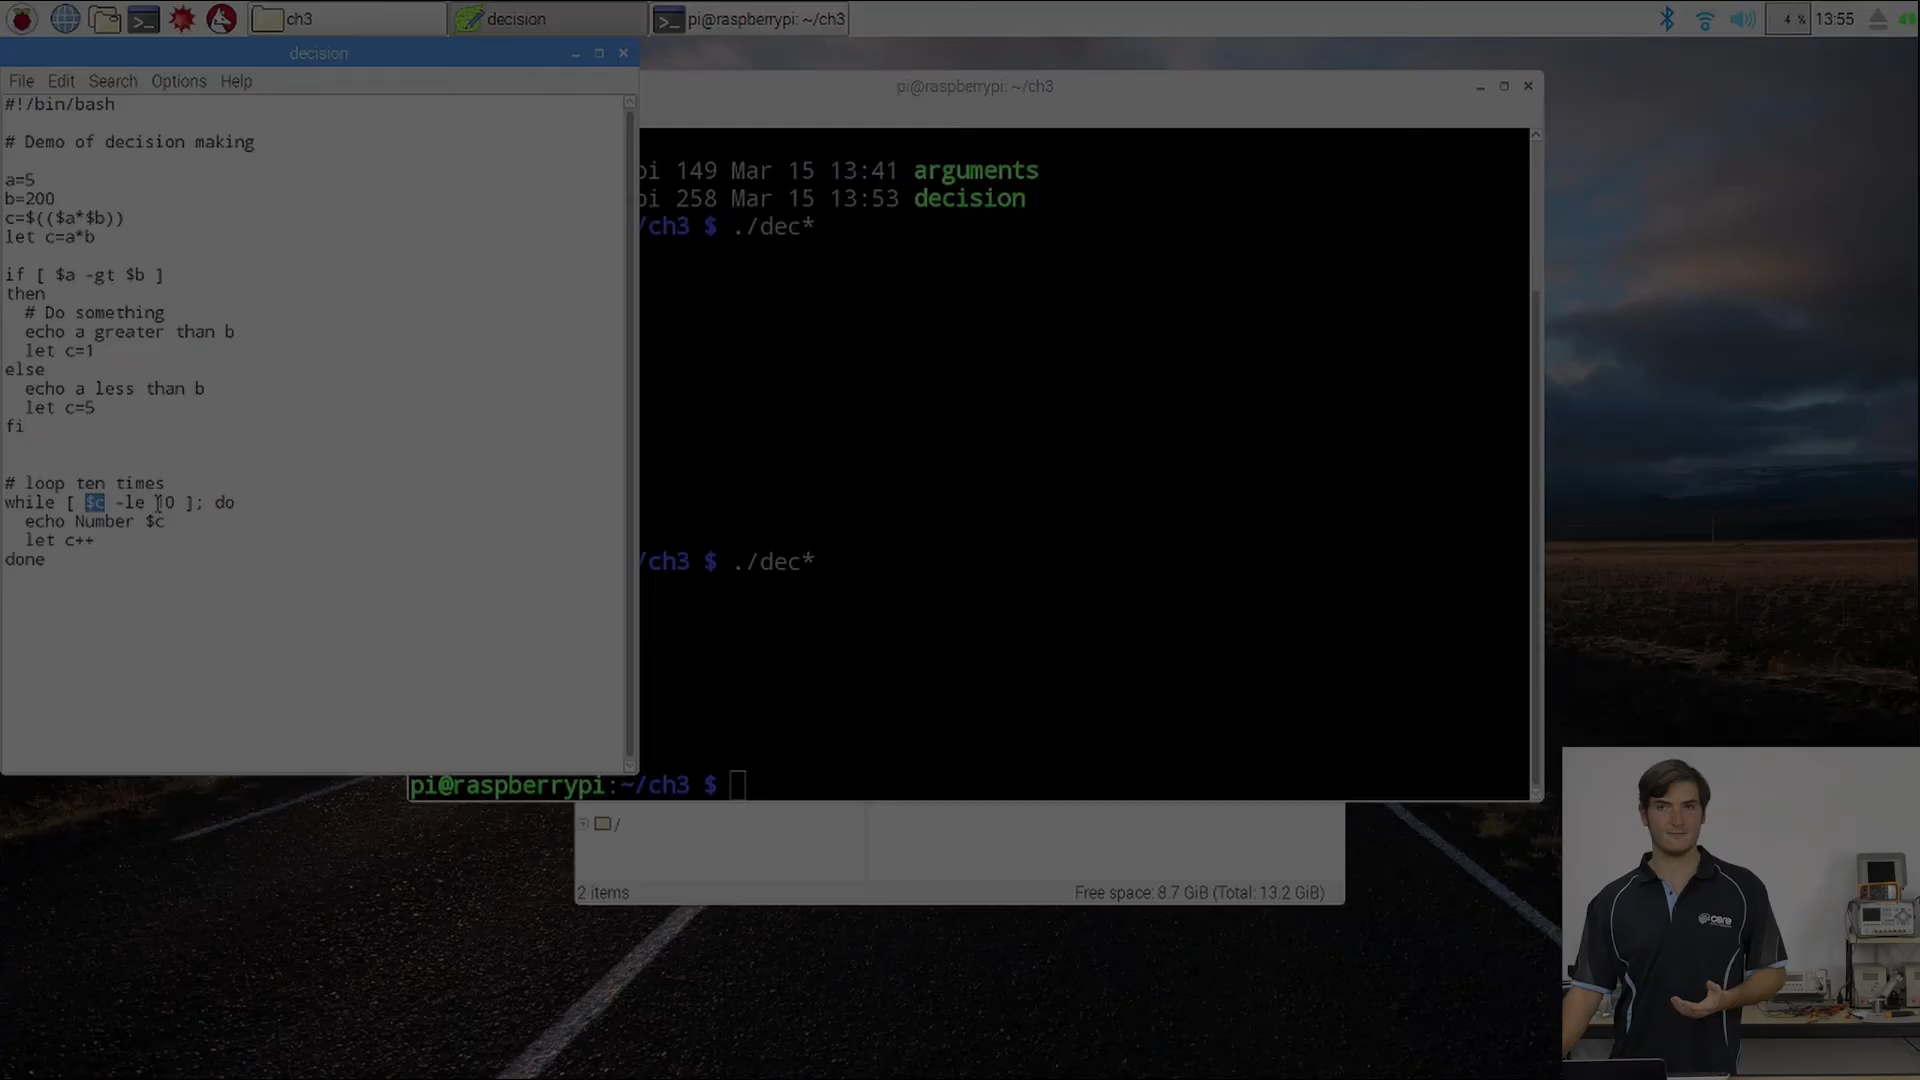 ch3
decision
pi@raspberrypi: ~/ch3
4 %
13:55
decision
File Edit Search Options Help
#!/bin/bash
# Demo of decision making
a=5
b=200
c=$(($a*$b))
let c=a*b
if [ $a -gt $b ]
then
# Do something
echo a greater than b
let c=1
else
echo a less than b
let c=5
fi
# loop ten times
while [ $c -le 10 ]; do
echo Number $c
let c++
done
pi@raspberrypi: ~/ch3
pi 149 Mar 15 13:41 arguments
pi 258 Mar 15 13:53 decision
/ch3 $ ./dec*
/ch3 $ ./dec*
pi@raspberrypi:~/ch3 $
/
2 items
Free space: 8.7 GiB (Total: 13.2 GiB)
core